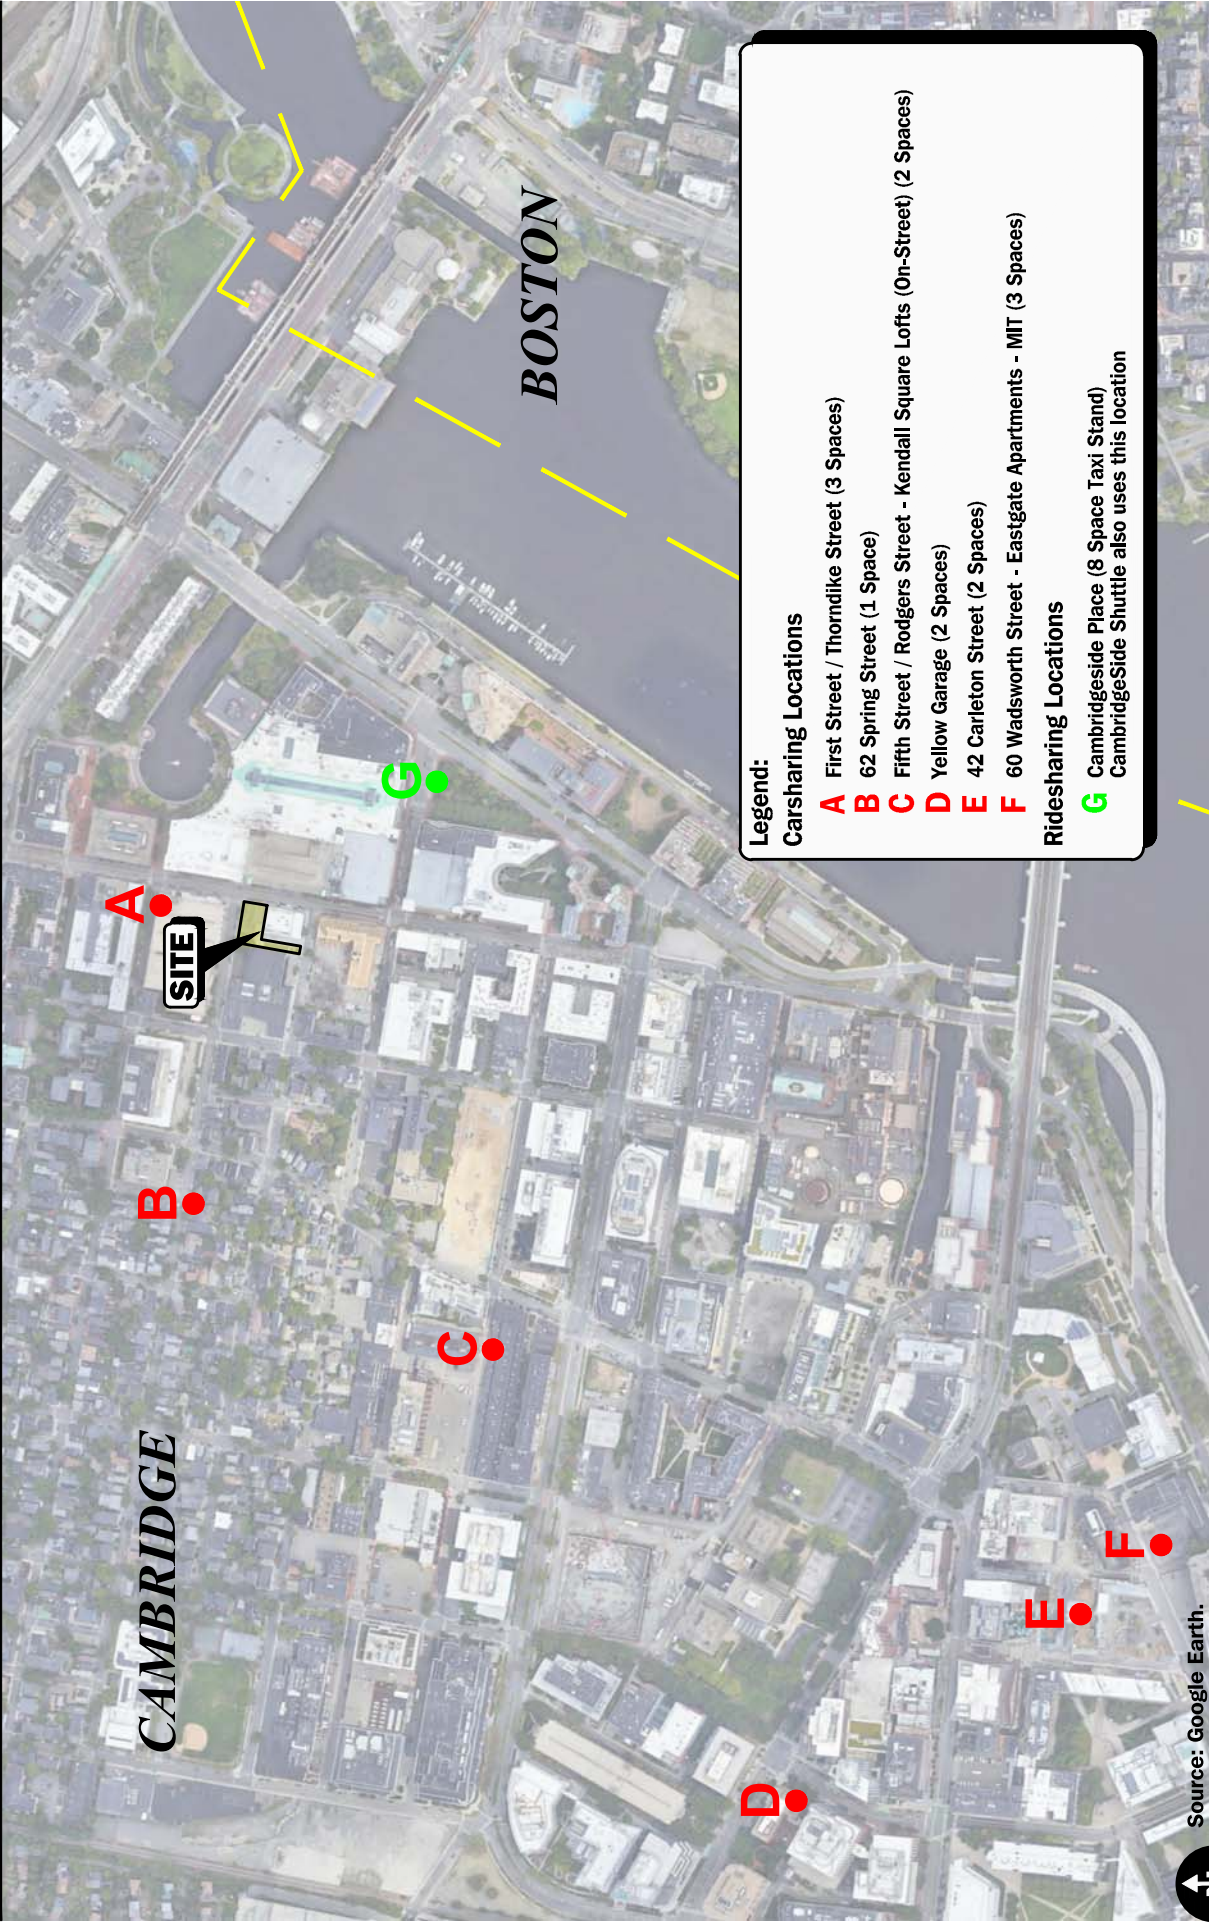 CAMBRIDGE
BOSTON
SITE
A
B
C
D
E
F
G
Legend:
Carsharing Locations
A First Street / Thorndike Street (3 Spaces)
B 62 Spring Street (1 Space)
C Fifth Street / Rodgers Street - Kendall Square Lofts (On-Street) (2 Spaces)
D Yellow Garage (2 Spaces)
E 42 Carleton Street (2 Spaces)
F 60 Wadsworth Street - Eastgate Apartments - MIT (3 Spaces)
Ridesharing Locations
G Cambridgeside Place (8 Space Taxi Stand)
CambridgeSide Shuttle also uses this location
Source: Google Earth.